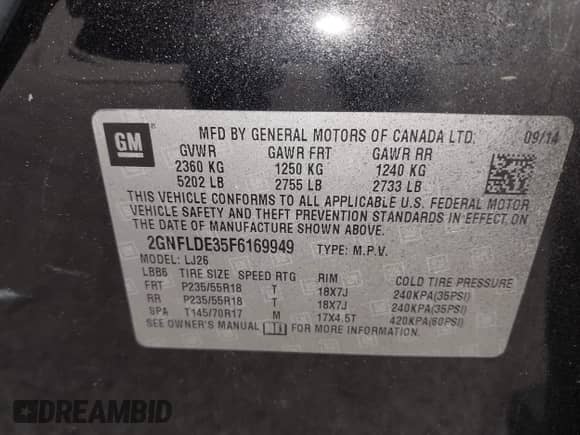 GM
MFD BY GENERAL MOTORS OF CANADA LTD. 09/14
GVWR GAWR FRT GAWR RR
2360 KG 1250 KG 1240 KG
5202 LB 2755 LB 2733 LB
THIS VEHICLE CONFORMS TO ALL APPLICABLE U.S. FEDERAL MOTOR
VEHICLE SAFETY AND THEFT PREVENTION STANDARDS IN EFFECT ON
THE DATE OF MANUFACTURE SHOWN ABOVE.
2GNFLDE35F6169949 TYPE: M.P.V.
MODEL: LJ26
LBB6 TIRE SIZE SPEED RTG RIM COLD TIRE PRESSURE
FRT P235/55R18 T 18X7J 240KPA(35PSI)
RR P235/55R18 T 18X7J 240KPA(35PSI)
SPA T145/70R17 M 17X4.5T 420KPA(60PSI)
SEE OWNER'S MANUAL FOR MORE INFORMATION.
DREAMBID